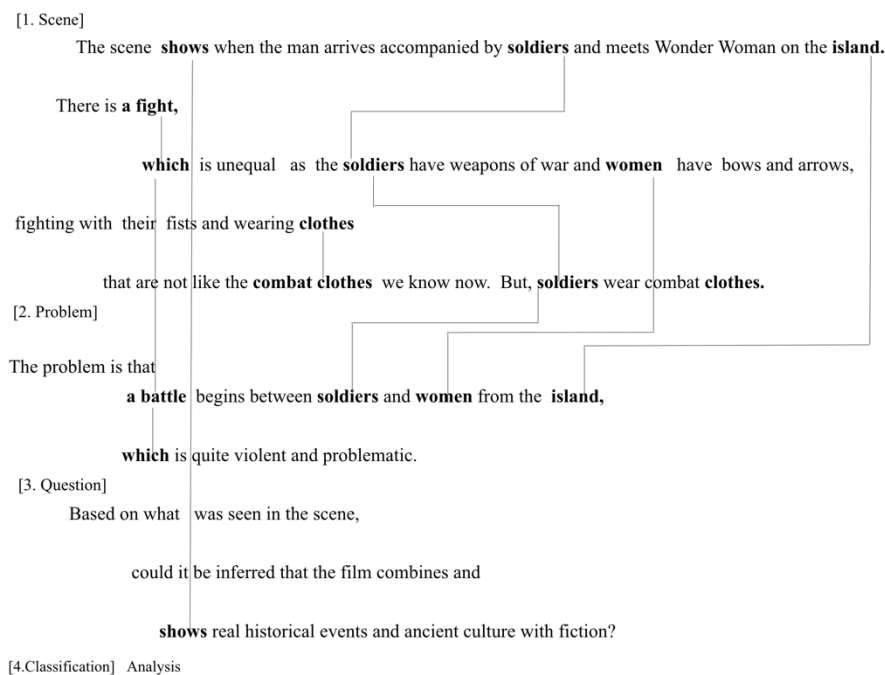 [1. Scene]
The scene shows when the man arrives accompanied by soldiers and meets Wonder Woman on the island.
There is a fight,
which is unequal as the soldiers have weapons of war and women have bows and arrows,
fighting with their fists and wearing clothes
that are not like the combat clothes we know now. But, soldiers wear combat clothes.
[2. Problem]
The problem is that
a battle begins between soldiers and women from the island,
which is quite violent and problematic.
[3. Question]
Based on what was seen in the scene,
could it be inferred that the film combines and
shows real historical events and ancient culture with fiction?
[4.Classification] Analysis